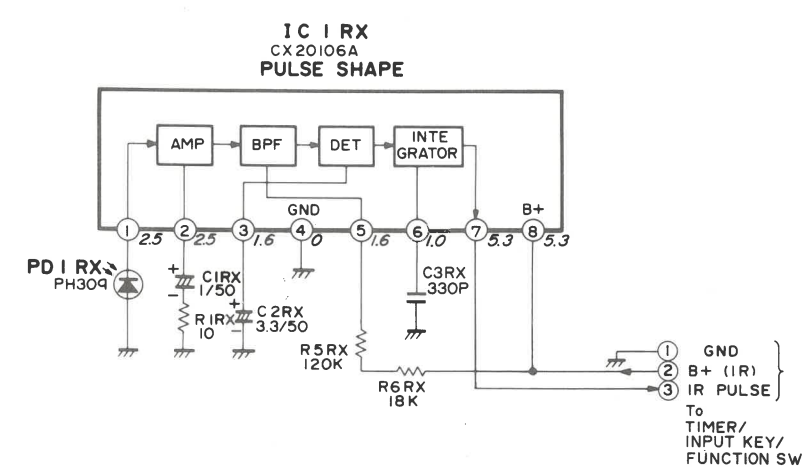 IC 1 RX
CX20106A
PULSE SHAPE
AMP
BPF
DET
INTE
GRATOR
GND
B+
1 2.5
2 2.5
3 1.6
4 0
5 1.6
6 1.0
7 5.3
8 5.3
PD 1 RX
PH309
+
C1RX
1/50
-
R1RX
10
+
C2RX
3.3/50
-
C3RX
330P
R5RX
120K
R6RX
18K
1 GND
2 B+ (IR)
3 IR PULSE
To
TIMER/
INPUT KEY/
FUNCTION SW